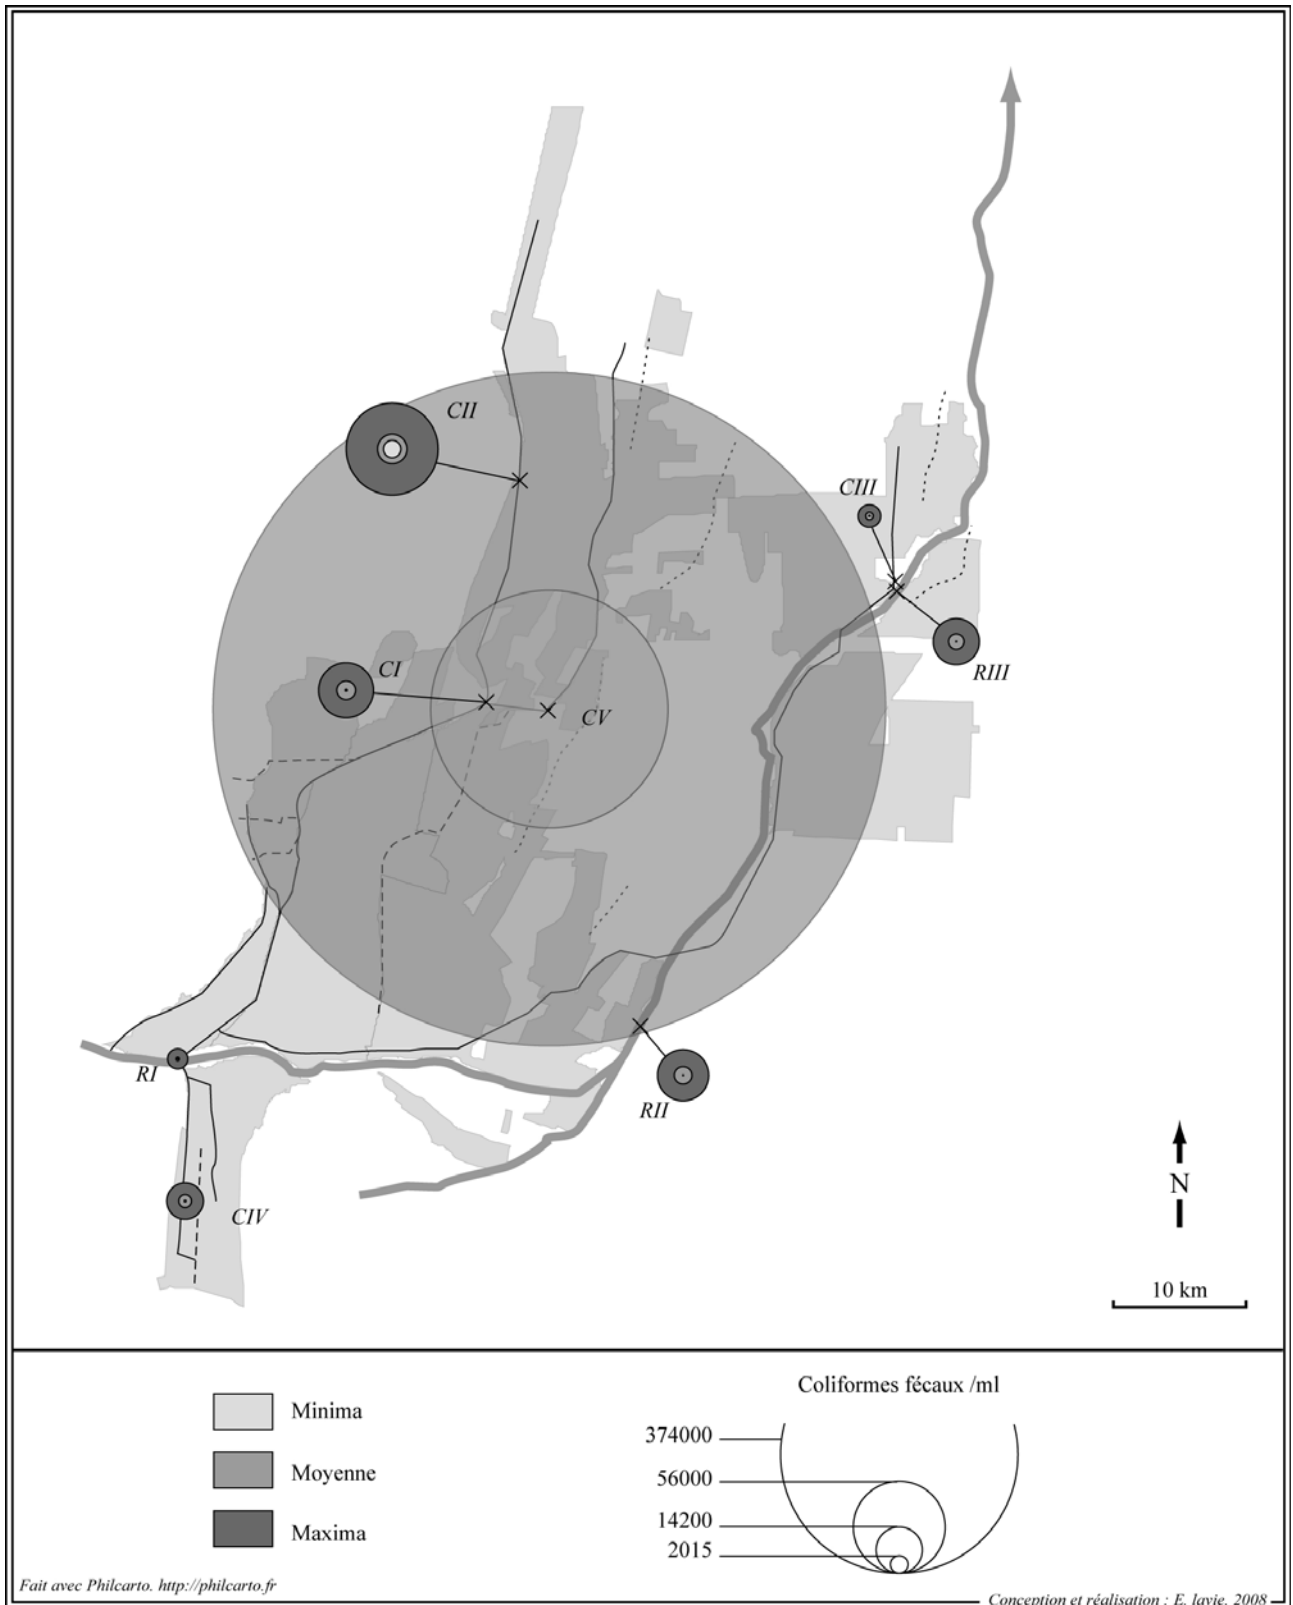 CII
CIII
CI
RIII
CV
RI
RII
CIV
N
10 km
Coliformes fécaux /ml
Minima
374000
Moyenne
56000
14200
Maxima
2015
Fait avec Philcarto. http://philcarto.fr
Conception et réalisation : E. lavie. 2008